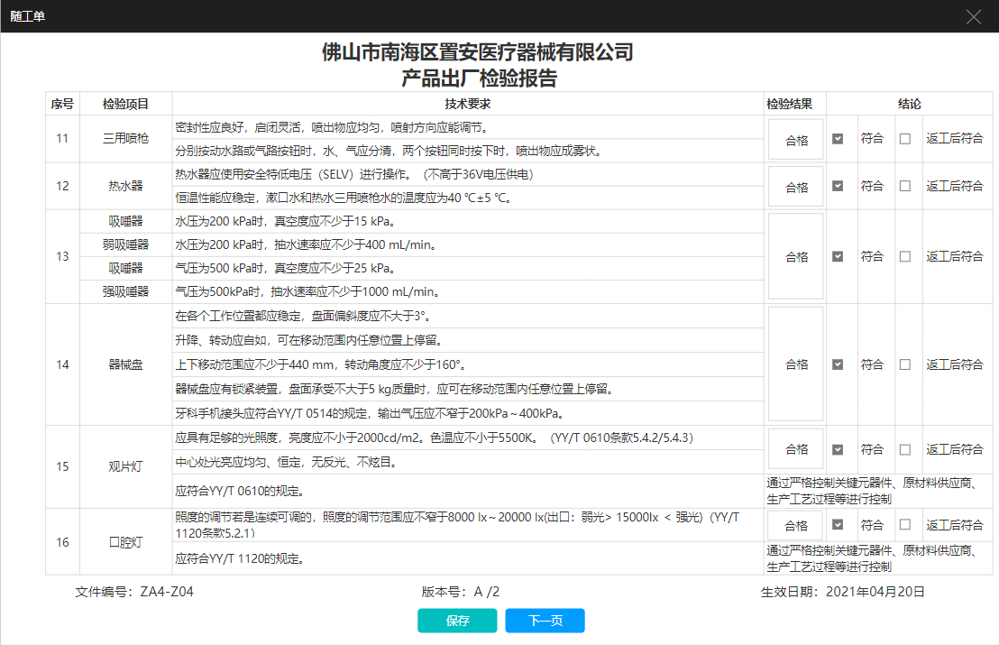 随工单
佛山市南海区置安医疗器械有限公司
产品出厂检验报告
序号 检验项目 技术要求 检验结果 结论
11 三用喷枪 密封性应良好，启闭灵活，喷出物应均匀，喷射方向应能调节。 合格 符合 返工后符合
分别按动水路或气路按钮时，水、气应分清，两个按钮同时按下时，喷出物应成雾状。
12 热水器 热水器应使用安全特低电压（SELV）进行操作。（不高于36V电压供电） 合格 符合 返工后符合
恒温性能应稳定，漱口水和热水三用喷枪水的温度应为40 ℃±5 ℃。
13 吸唾器 水压为200 kPa时，真空度应不少于15 kPa。 合格 符合 返工后符合
弱吸唾器 水压为200 kPa时，抽水速率应不少于400 mL/min。
吸唾器 气压为500 kPa时，真空度应不少于25 kPa。
强吸唾器 气压为500kPa时，抽水速率应不少于1000 mL/min。
14 器械盘 在各个工作位置都应稳定，盘面偏斜度应不大于3°。 合格 符合 返工后符合
升降、转动应自如，可在移动范围内任意位置上停留。
上下移动范围应不少于440 mm，转动角度应不少于160°。
器械盘应有锁紧装置，盘面承受不大于5 kg质量时，应可在移动范围内任意位置上停留。
牙科手机接头应符合YY/T 0514的规定，输出气压应不窄于200kPa～400kPa。
15 观片灯 应具有足够的光照度，亮度应不小于2000cd/m2。色温应不小于5500K。（YY/T 0610条款5.4.2/5.4.3） 合格 符合 返工后符合
中心处光亮应均匀、恒定，无反光、不炫目。
应符合YY/T 0610的规定。 通过严格控制关键元器件、原材料供应商、
生产工艺过程等进行控制
16 口腔灯 照度的调节若是连续可调的，照度的调节范围应不窄于8000 lx～20000 lx(出口：弱光> 15000lx < 强光)（YY/T 合格 符合 返工后符合
1120条款5.2.1）
应符合YY/T 1120的规定。 通过严格控制关键元器件、原材料供应商、
生产工艺过程等进行控制
文件编号：ZA4-Z04 版本号：A /2 生效日期：2021年04月20日
保存 下一页